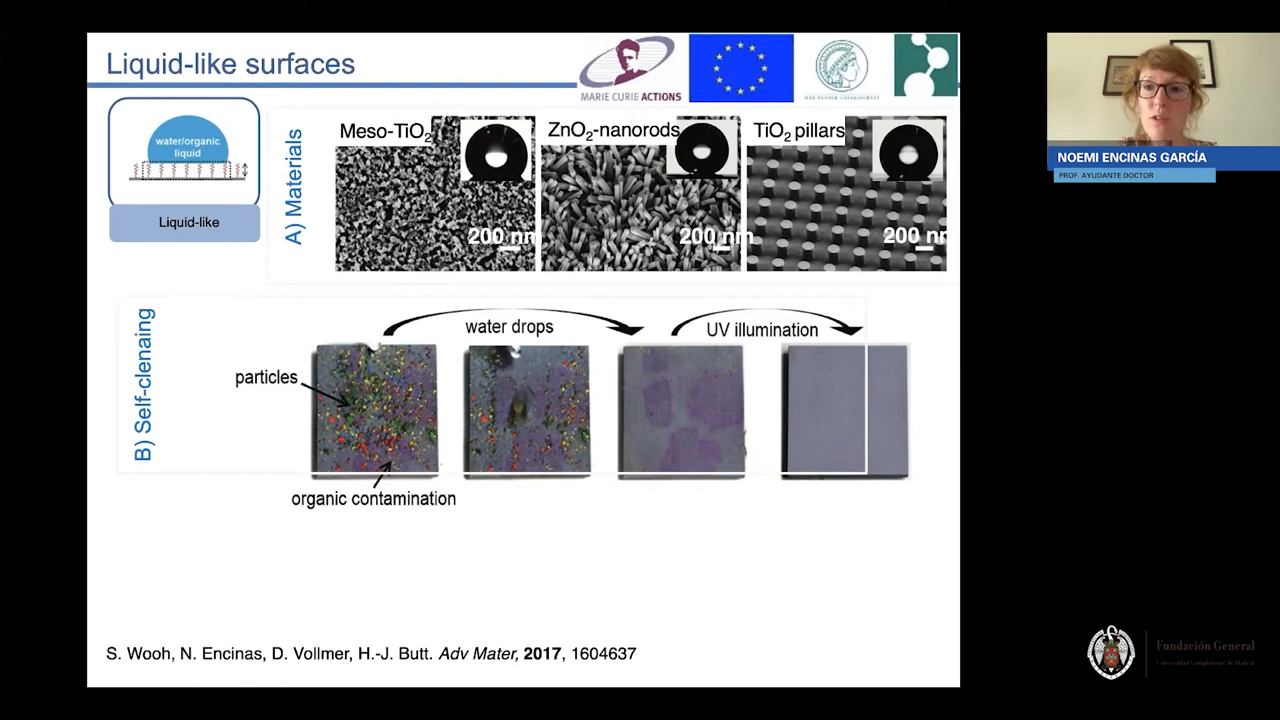 Liquid-like surfaces
MARIE CURIE ACTIONS
water/organic
liquid
Liquid-like
A) Materials
Meso-TiO2
200 nm
ZnO2-nanorods
200 nm
TiO2 pillars
200 nm
B) Self-clenaing
water drops
UV illumination
particles
organic contamination
S. Wooh, N. Encinas, D. Vollmer, H.-J. Butt. Adv Mater, 2017, 1604637
NOEMI ENCINAS GARCÍA
PROF. AYUDANTE DOCTOR
Fundación General
Universidad Complutense de Madrid